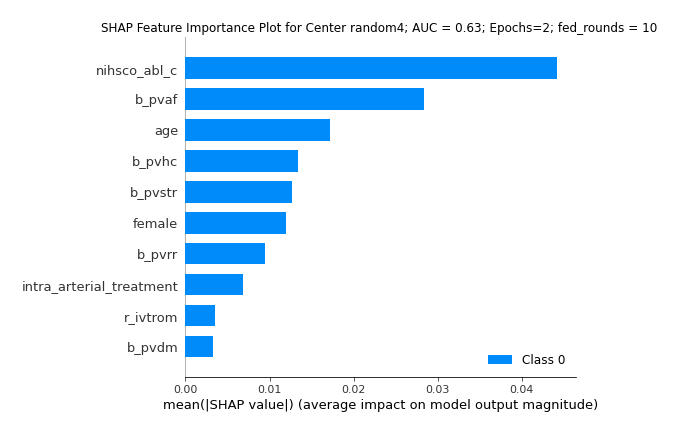 SHAP Feature Importance Plot for Center random4; AUC = 0.63; Epochs=2; fed_rounds = 10
nihsco_abl_c
b_pvaf
age
b_pvhc
b_pvstr
female
b_pvrr
intra_arterial_treatment
r_ivtrom
b_pvdm
Class 0
0.00 0.01 0.02 0.03 0.04
mean(|SHAP value|) (average impact on model output magnitude)